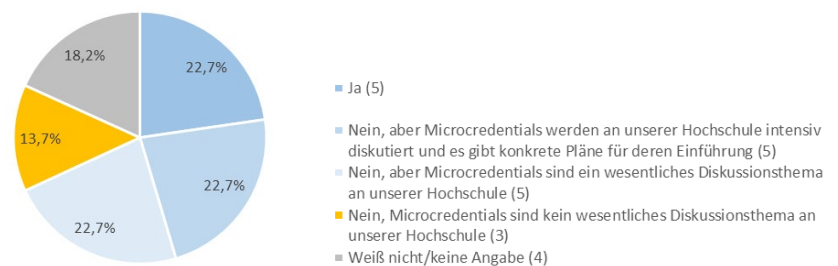 18,2%
22,7%
13,7%
22,7%
22,7%
Ja (5)
Nein, aber Microcredentials werden an unserer Hochschule intensiv
diskutiert und es gibt konkrete Pläne für deren Einführung (5)
Nein, aber Microcredentials sind ein wesentliches Diskussionsthema
an unserer Hochschule (5)
Nein, Microcredentials sind kein wesentliches Diskussionsthema an
unserer Hochschule (3)
Weiß nicht/keine Angabe (4)